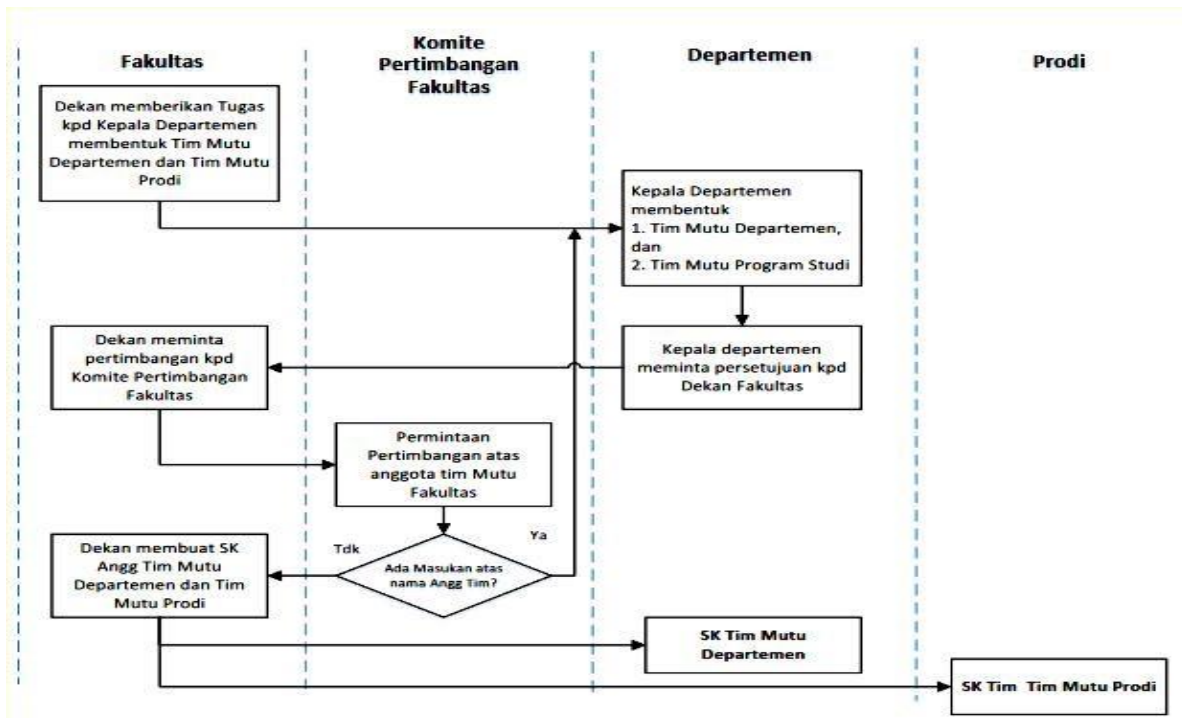 Fakultas
Komite
Pertimbangan
Fakultas
Departemen
Prodi
Dekan memberikan Tugas
kpd Kepala Departemen
membentuk Tim Mutu
Departemen dan Tim Mutu
Prodi
Kepala Departemen
membentuk
1. Tim Mutu Departemen,
dan
2. Tim Mutu Program Studi
Dekan meminta
pertimbangan kpd
Komite Pertimbangan
Fakultas
Kepala departemen
meminta persetujuan kpd
Dekan Fakultas
Permintaan
Pertimbangan atas
anggota tim Mutu
Fakultas
Dekan membuat SK
Angg Tim Mutu
Departemen dan Tim
Mutu Prodi
Tdk
Ya
Ada Masukan atas
nama Angg Tim?
SK Tim Mutu
Departemen
SK Tim Tim Mutu Prodi